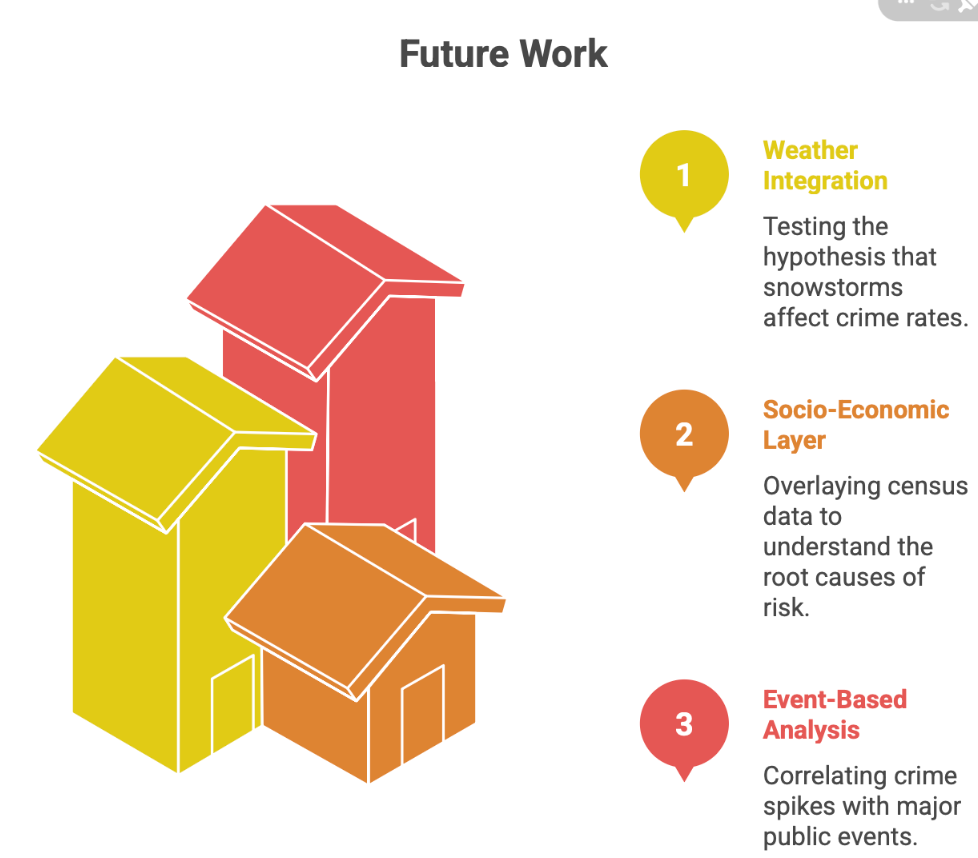 Future Work
1
Weather
Integration
Testing the
hypothesis that
snowstorms
affect crime rates.
2
Socio-Economic
Layer
Overlaying census
data to
understand the
root causes of
risk.
3
Event-Based
Analysis
Correlating crime
spikes with major
public events.